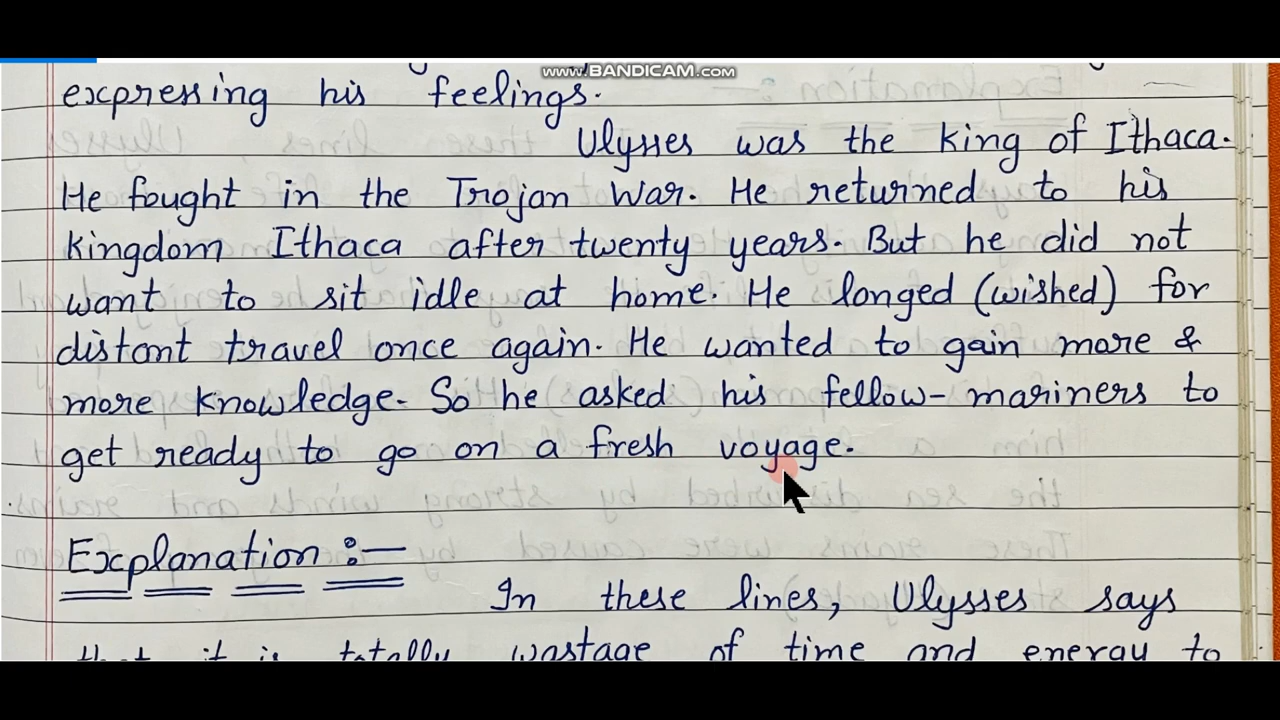 www.BANDICAM.com
expressing his feelings.
Ulysses was the king of Ithaca.
He fought in the Trojan War. He returned to his
kingdom Ithaca after twenty years. But he did not
want to sit idle at home. He longed (wished) for
distant travel once again. He wanted to gain more &
more knowledge. So he asked his fellow-mariners to
get ready to go on a fresh voyage.
Explanation :-
In these lines, Ulysses says
that it is totally wastage of time and energy to